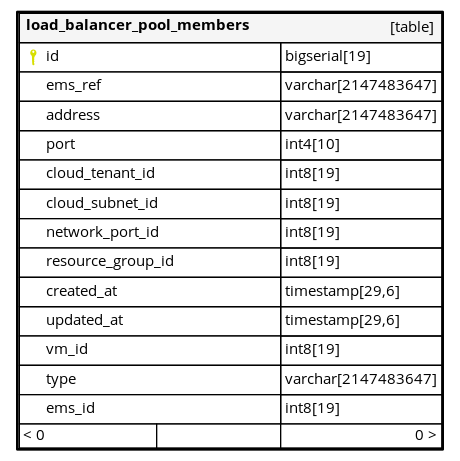 load_balancer_pool_members [table]
id bigserial[19]
ems_ref varchar[2147483647]
address varchar[2147483647]
port int4[10]
cloud_tenant_id int8[19]
cloud_subnet_id int8[19]
network_port_id int8[19]
resource_group_id int8[19]
created_at timestamp[29,6]
updated_at timestamp[29,6]
vm_id int8[19]
type varchar[2147483647]
ems_id int8[19]
< 0 0 >